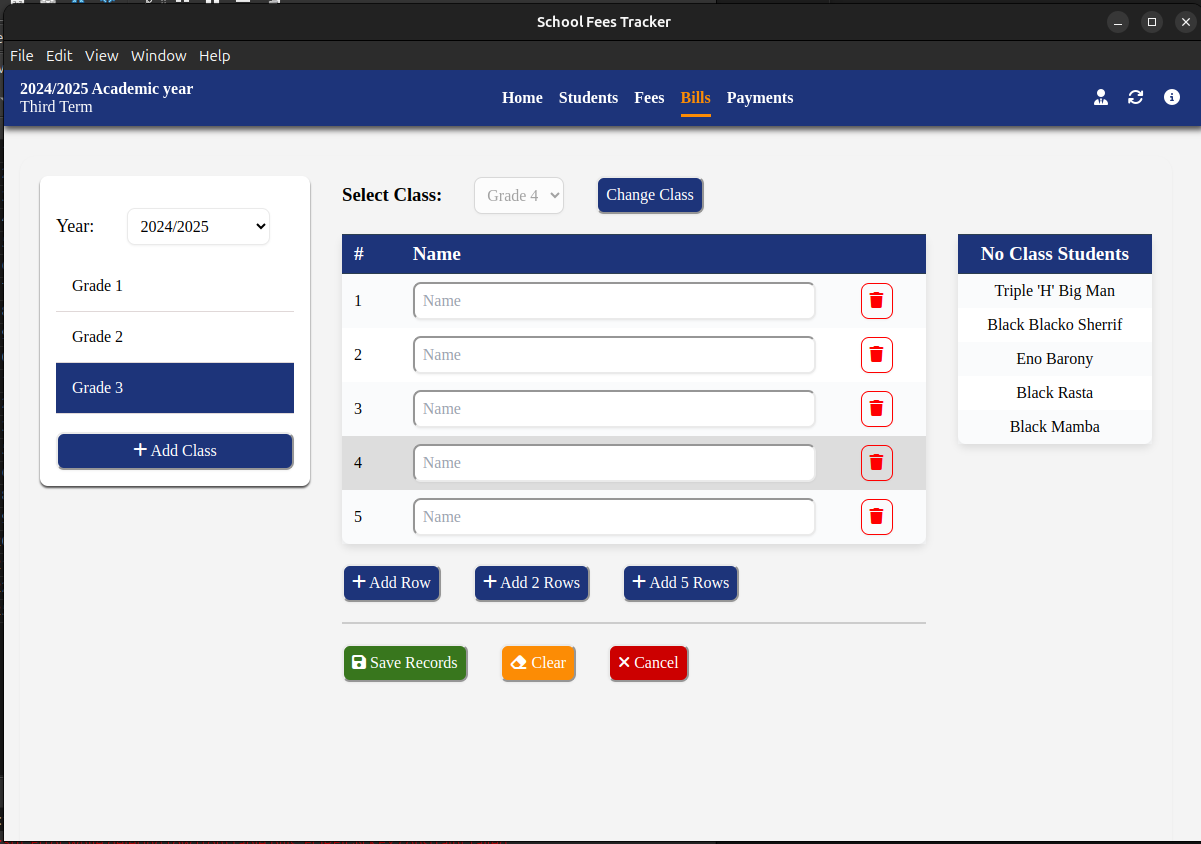 School Fees Tracker
File Edit View Window Help
2024/2025 Academic year
Third Term
Home Students Fees Bills Payments
Year: 2024/2025
Grade 1
Grade 2
Grade 3
+ Add Class
Select Class: Grade 4 Change Class
# Name
1 Name
2 Name
3 Name
4 Name
5 Name
+ Add Row + Add 2 Rows + Add 5 Rows
Save Records Clear Cancel
No Class Students
Triple 'H' Big Man
Black Blacko Sherrif
Eno Barony
Black Rasta
Black Mamba